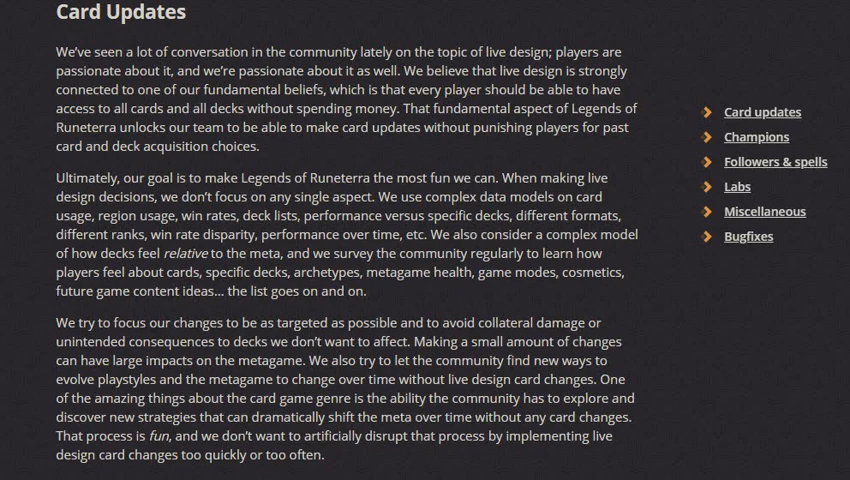 Card Updates
We've seen a lot of conversation in the community lately on the topic of live design; players are
passionate about it, and we're passionate about it as well. We believe that live design is strongly
connected to one of our fundamental beliefs, which is that every player should be able to have
access to all cards and all decks without spending money. That fundamental aspect of Legends of
Runeterra unlocks our team to be able to make card updates without punishing players for past
card and deck acquisition choices.
Ultimately, our goal is to make Legends of Runeterra the most fun we can. When making live
design decisions, we don't focus on any single aspect. We use complex data models on card
usage, region usage, win rates, deck lists, performance versus specific decks, different formats,
different ranks, win rate disparity, performance over time, etc. We also consider a complex model
of how decks feel relative to the meta, and we survey the community regularly to learn how
players feel about cards, specific decks, archetypes, metagame health, game modes, cosmetics,
future game content ideas... the list goes on and on.
We try to focus our changes to be as targeted as possible and to avoid collateral damage or
unintended consequences to decks we don't want to affect. Making a small amount of changes
can have large impacts on the metagame. We also try to let the community find new ways to
evolve playstyles and the metagame to change over time without live design card changes. One
of the amazing things about the card game genre is the ability the community has to explore and
discover new strategies that can dramatically shift the meta over time without any card changes.
That process is fun, and we don't want to artificially disrupt that process by implementing live
design card changes too quickly or too often.
Card updates
Champions
Followers & spells
Labs
Miscellaneous
Bugfixes